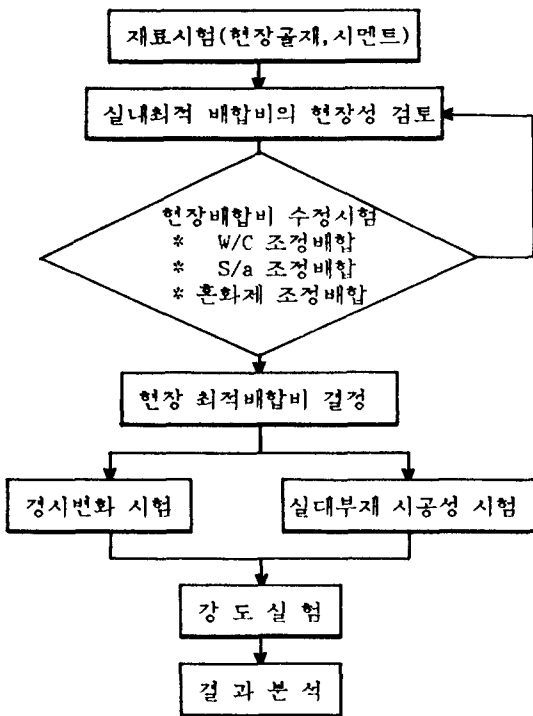 재료시험(현장골재,시멘트)
실내최적 배합비의 현장성 검토
현장배합비 수정시험
* W/C 조정배합
* S/a 조정배합
* 혼화제 조정배합
현장 최적배합비 결정
경시변화 시험
실대부재 시공성 시험
강 도 실 험
결 과 분 석